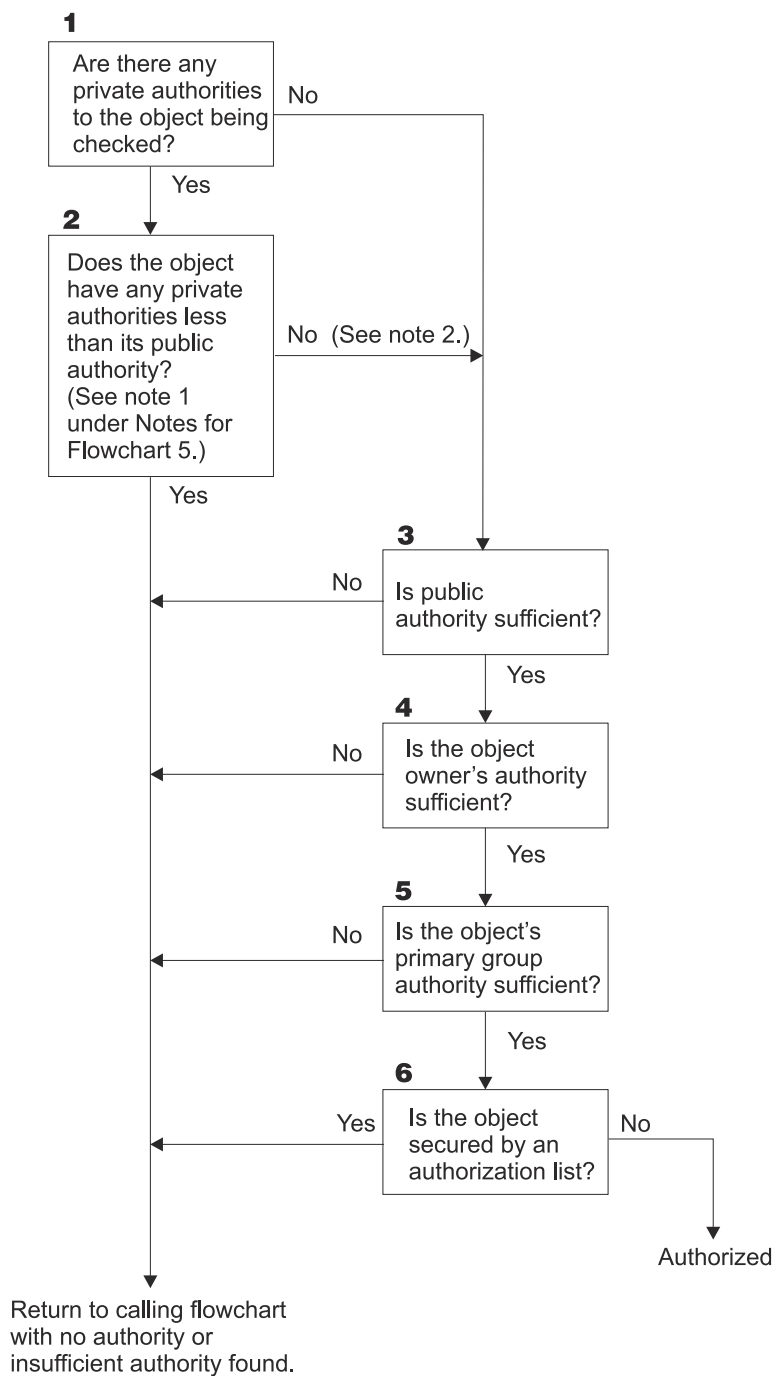 1
Are there any
private authorities
to the object being
checked?
No
Yes
2
Does the object
have any private
authorities less
than its public
authority?
(See note 1
under Notes for
Flowchart 5.)
No (See note 2.)
Yes
3
No
Is public
authority sufficient?
Yes
4
No
Is the object
owner's authority
sufficient?
Yes
5
No
Is the object's
primary group
authority sufficient?
Yes
6
Yes
Is the object
secured by an
authorization list?
No
Authorized
Return to calling flowchart
with no authority or
insufficient authority found.